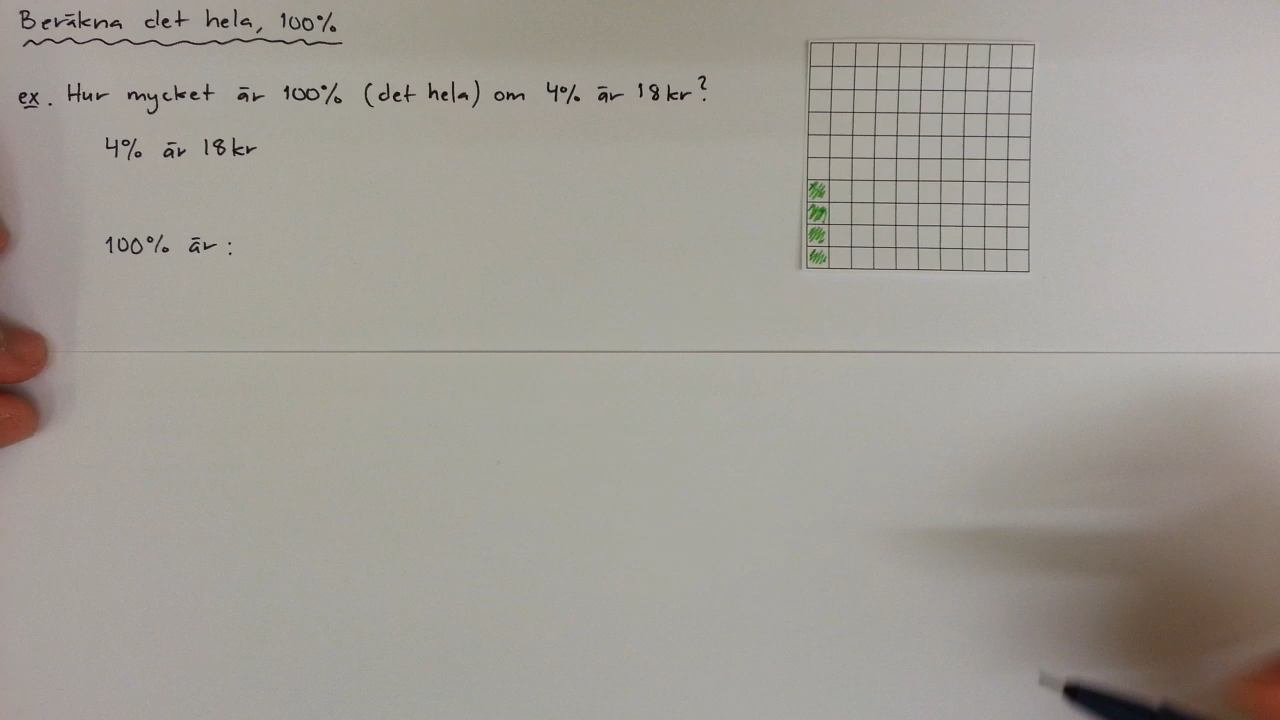 Beräkna det hela, 100%
ex. Hur mycket är 100% (det hela) om 4% är 18kr?
4% är 18kr
100% är: